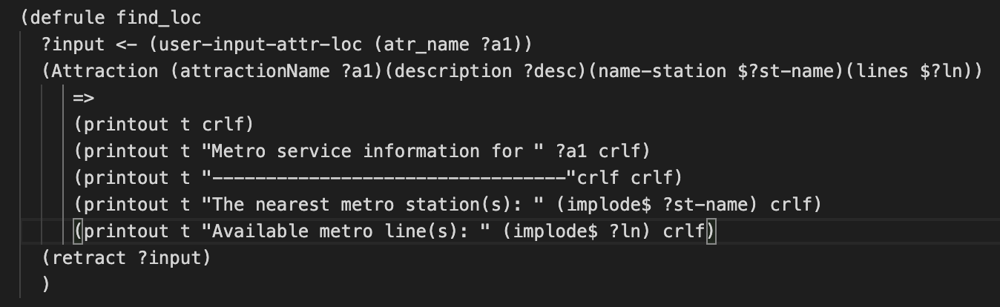 (defrule find_loc
?input <- (user-input-attr-loc (atr_name ?a1))
(Attraction (attractionName ?a1)(description ?desc)(name-station $?st-name)(lines $?ln))
=>
(printout t crlf)
(printout t "Metro service information for " ?a1 crlf)
(printout t "---------------------------------"crlf crlf)
(printout t "The nearest metro station(s): " (implode$ ?st-name) crlf)
(printout t "Available metro line(s): " (implode$ ?ln) crlf)
(retract ?input)
)